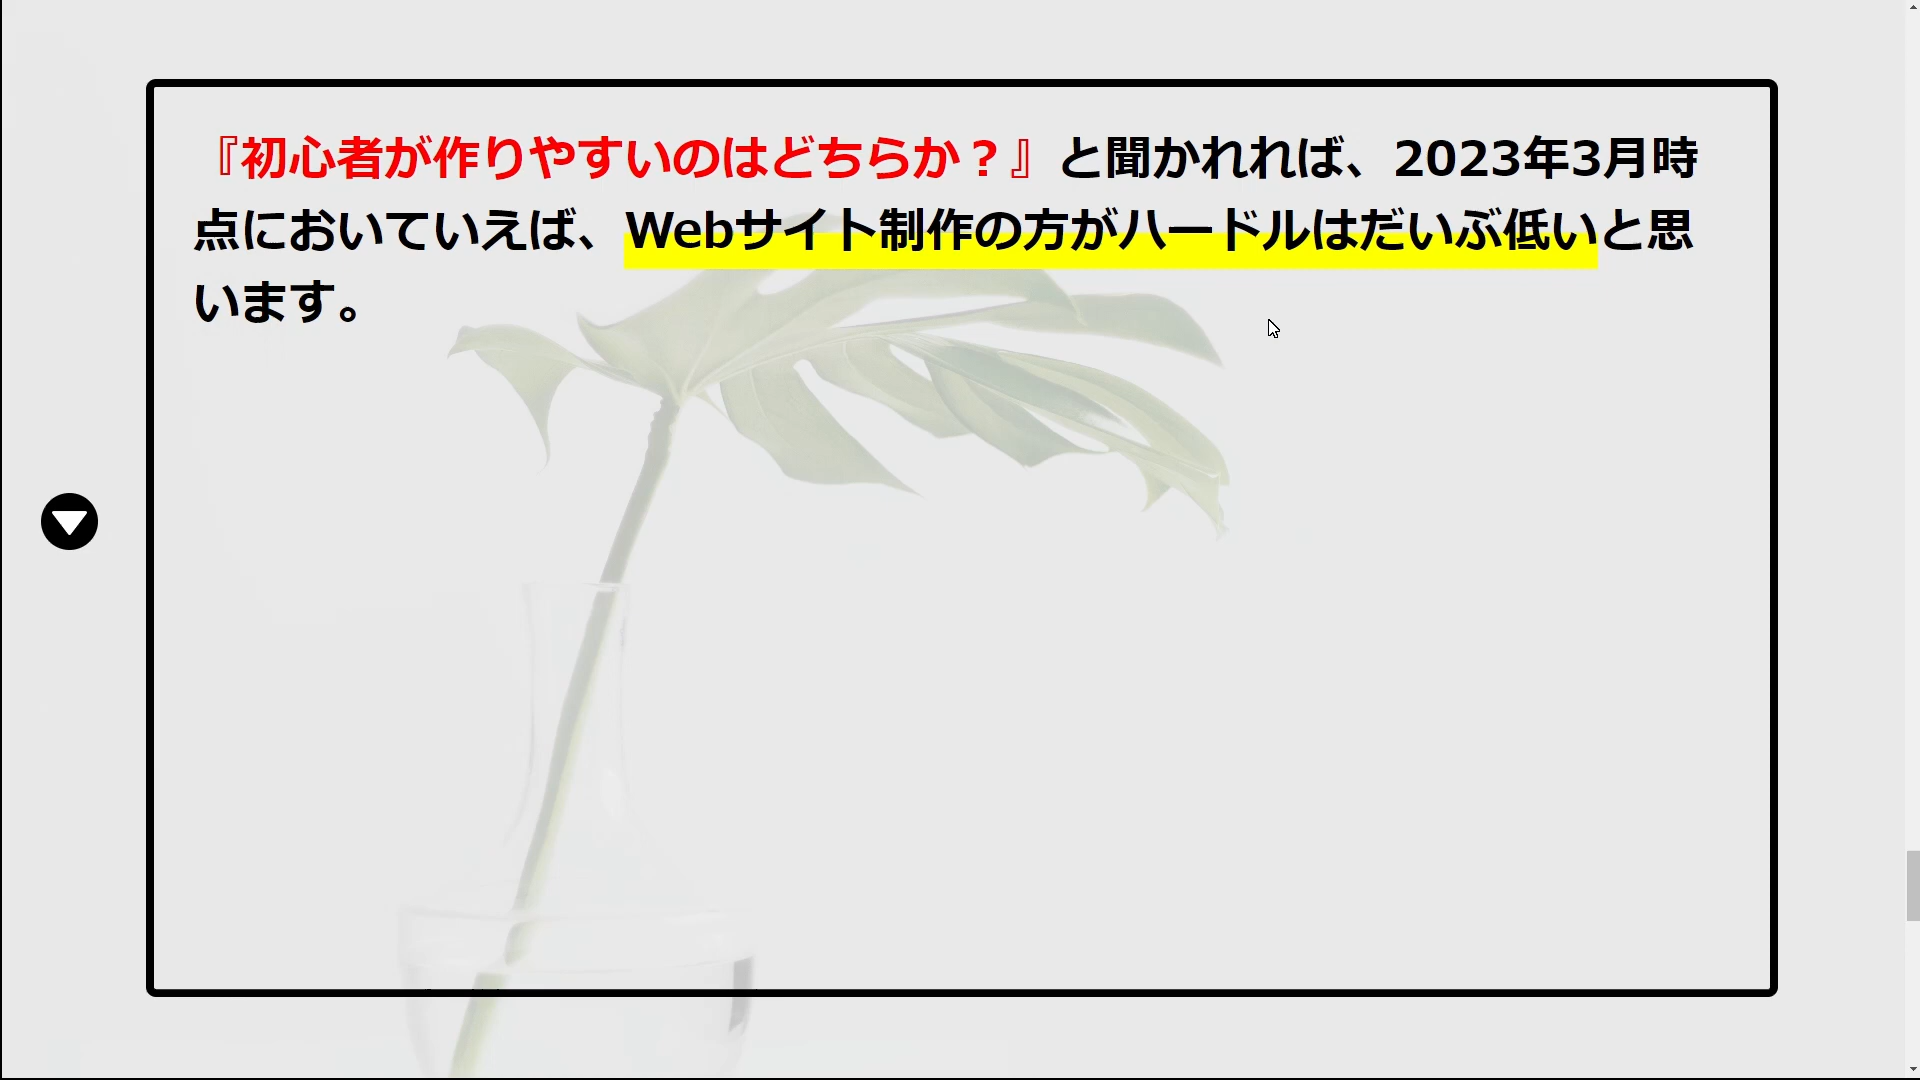 『初心者が作りやすいのはどちらか？』と聞かれれば、2023年3月時
点においていえば、Webサイト制作の方がハードルはだいぶ低いと思
います。